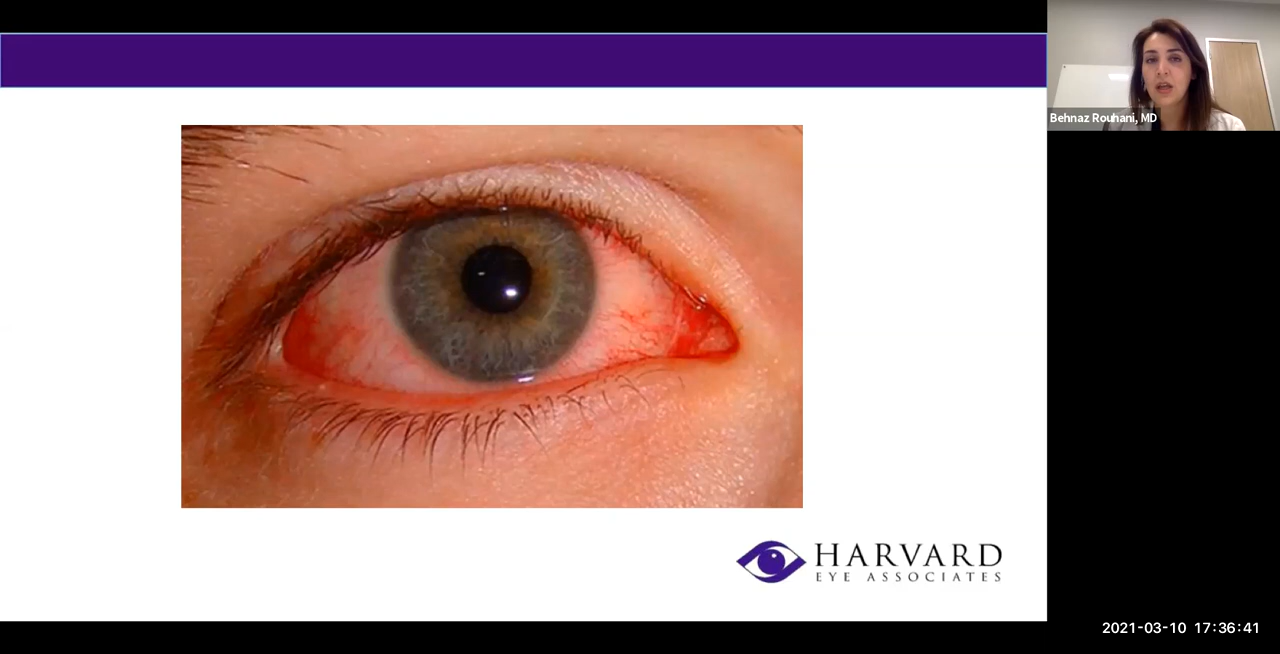 Behnaz Rouhani, MD
HARVARD
EYE ASSOCIATES
2021-03-10 17:36:41